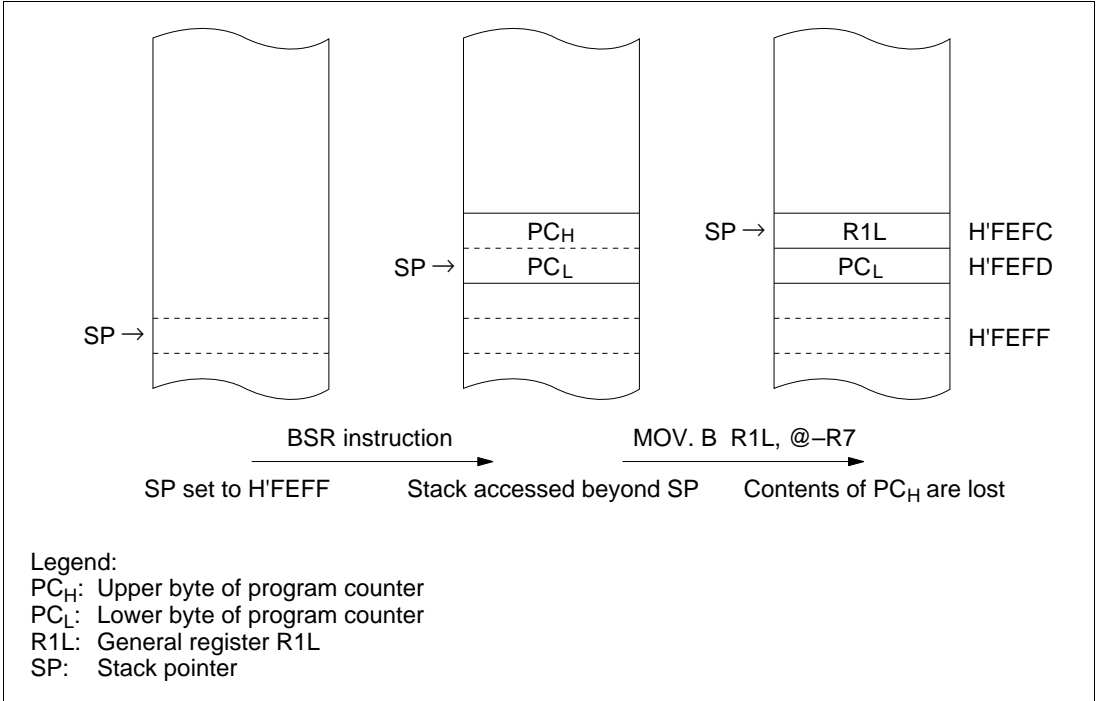 PCH
SP → R1L H'FEFC
SP → PCL PCL H'FEFD
SP → H'FEFF
BSR instruction MOV. B R1L, @–R7
SP set to H'FEFF Stack accessed beyond SP Contents of PCH are lost
Legend:
PCH: Upper byte of program counter
PCL: Lower byte of program counter
R1L: General register R1L
SP: Stack pointer